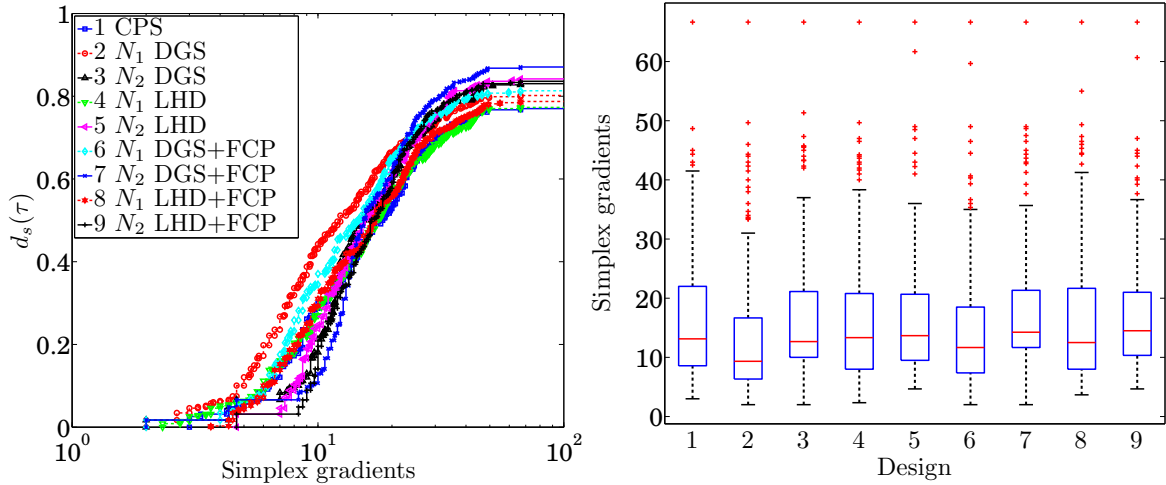 1
0.8
0.6
0.4
0.2
0
d_s(τ)
1 CPS
2 N_1 DGS
3 N_2 DGS
4 N_1 LHD
5 N_2 LHD
6 N_1 DGS+FCP
7 N_2 DGS+FCP
8 N_1 LHD+FCP
9 N_2 LHD+FCP
10^0 10^1 10^2
Simplex gradients
60
50
40
30
20
10
0
Simplex gradients
1 2 3 4 5 6 7 8 9
Design